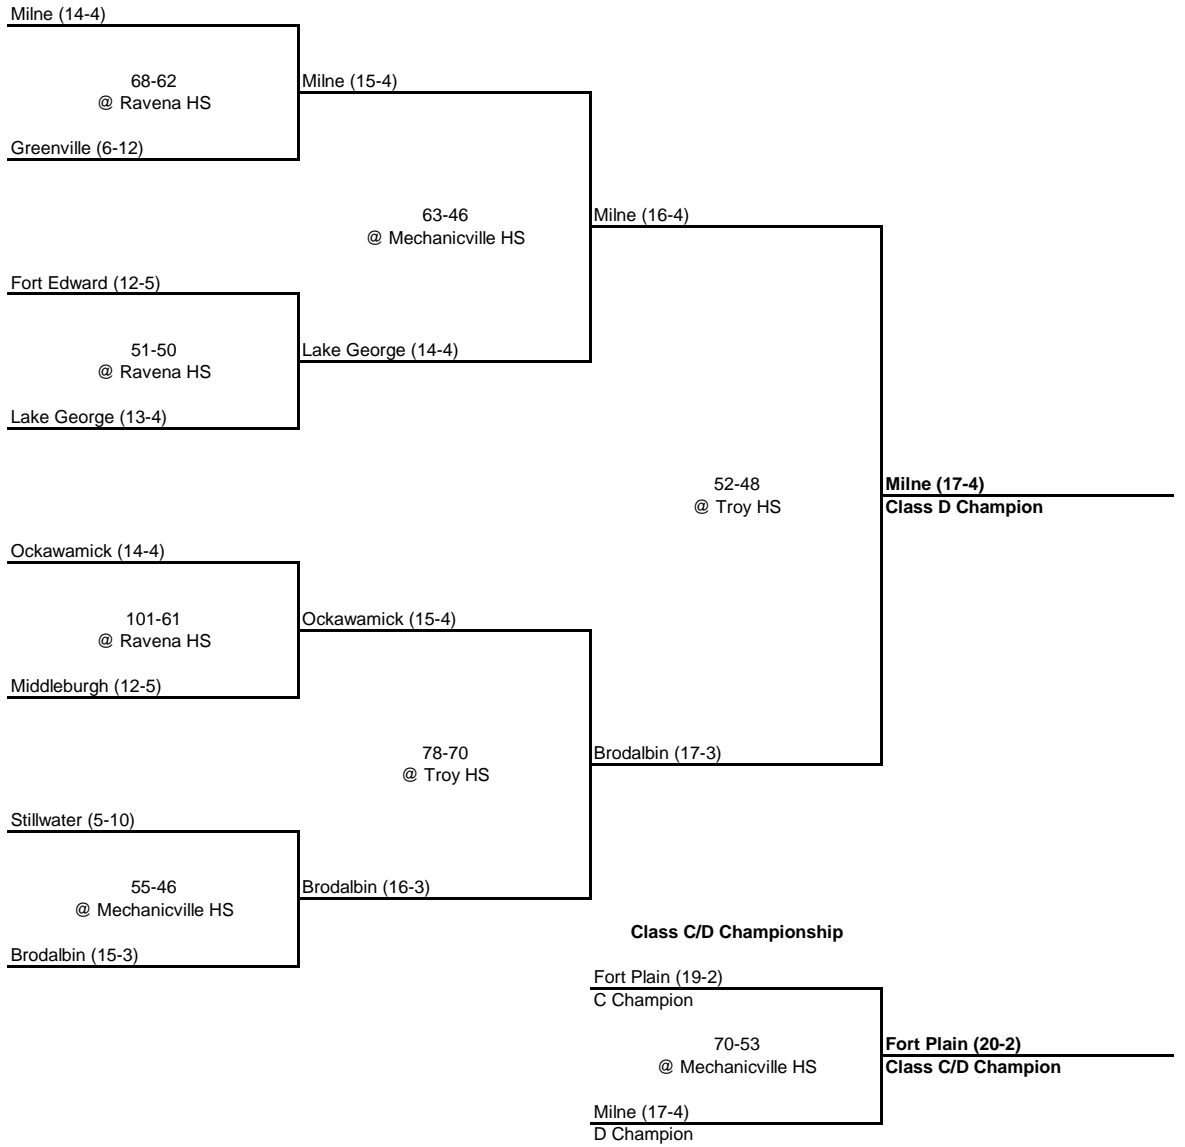 Milne (14-4)
68-62
@ Ravena HS
Milne (15-4)
Greenville (6-12)
63-46
@ Mechanicville HS
Milne (16-4)
Fort Edward (12-5)
51-50
@ Ravena HS
Lake George (14-4)
Lake George (13-4)
52-48
@ Troy HS
Milne (17-4)
Class D Champion
Ockawamick (14-4)
101-61
@ Ravena HS
Ockawamick (15-4)
Middleburgh (12-5)
78-70
@ Troy HS
Brodalbin (17-3)
Stillwater (5-10)
55-46
@ Mechanicville HS
Brodalbin (16-3)
Brodalbin (15-3)
Class C/D Championship
Fort Plain (19-2)
C Champion
70-53
@ Mechanicville HS
Fort Plain (20-2)
Class C/D Champion
Milne (17-4)
D Champion